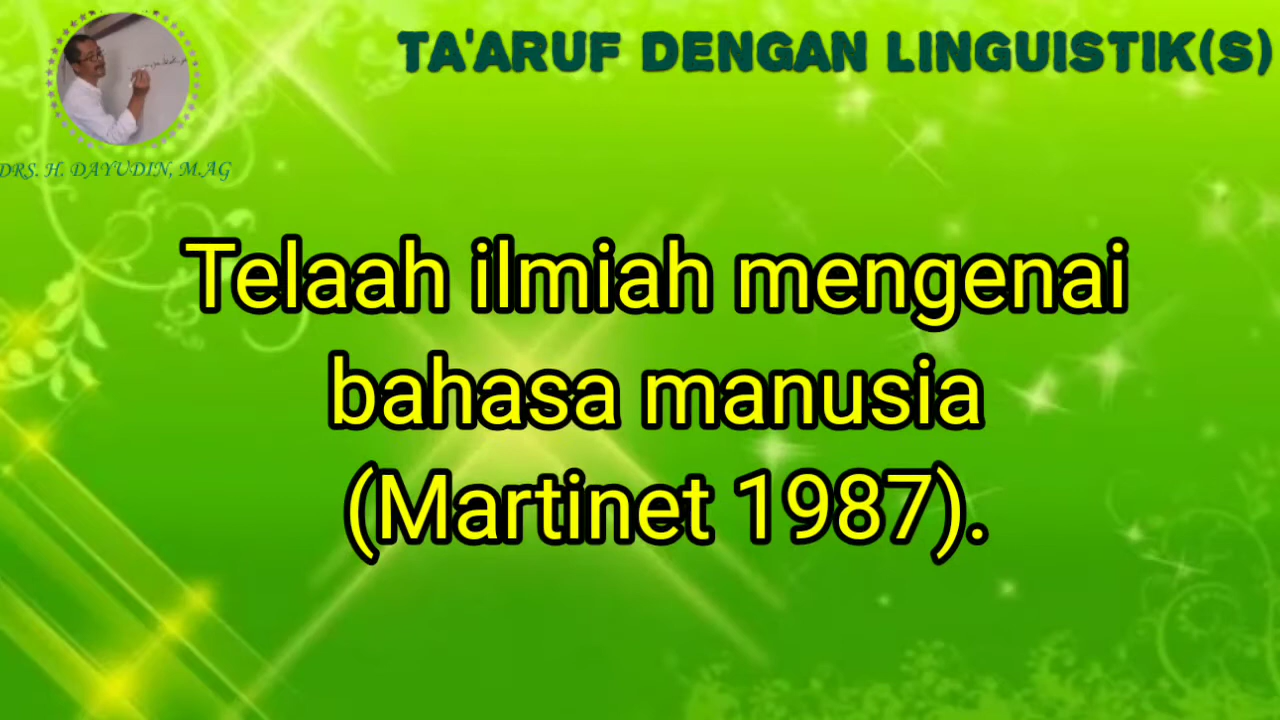 TA'ARUF DENGAN LINGUISTIK(S)
DRS. H. DAYUDIN, M.AG
Telaah ilmiah mengenai
bahasa manusia
(Martinet 1987).